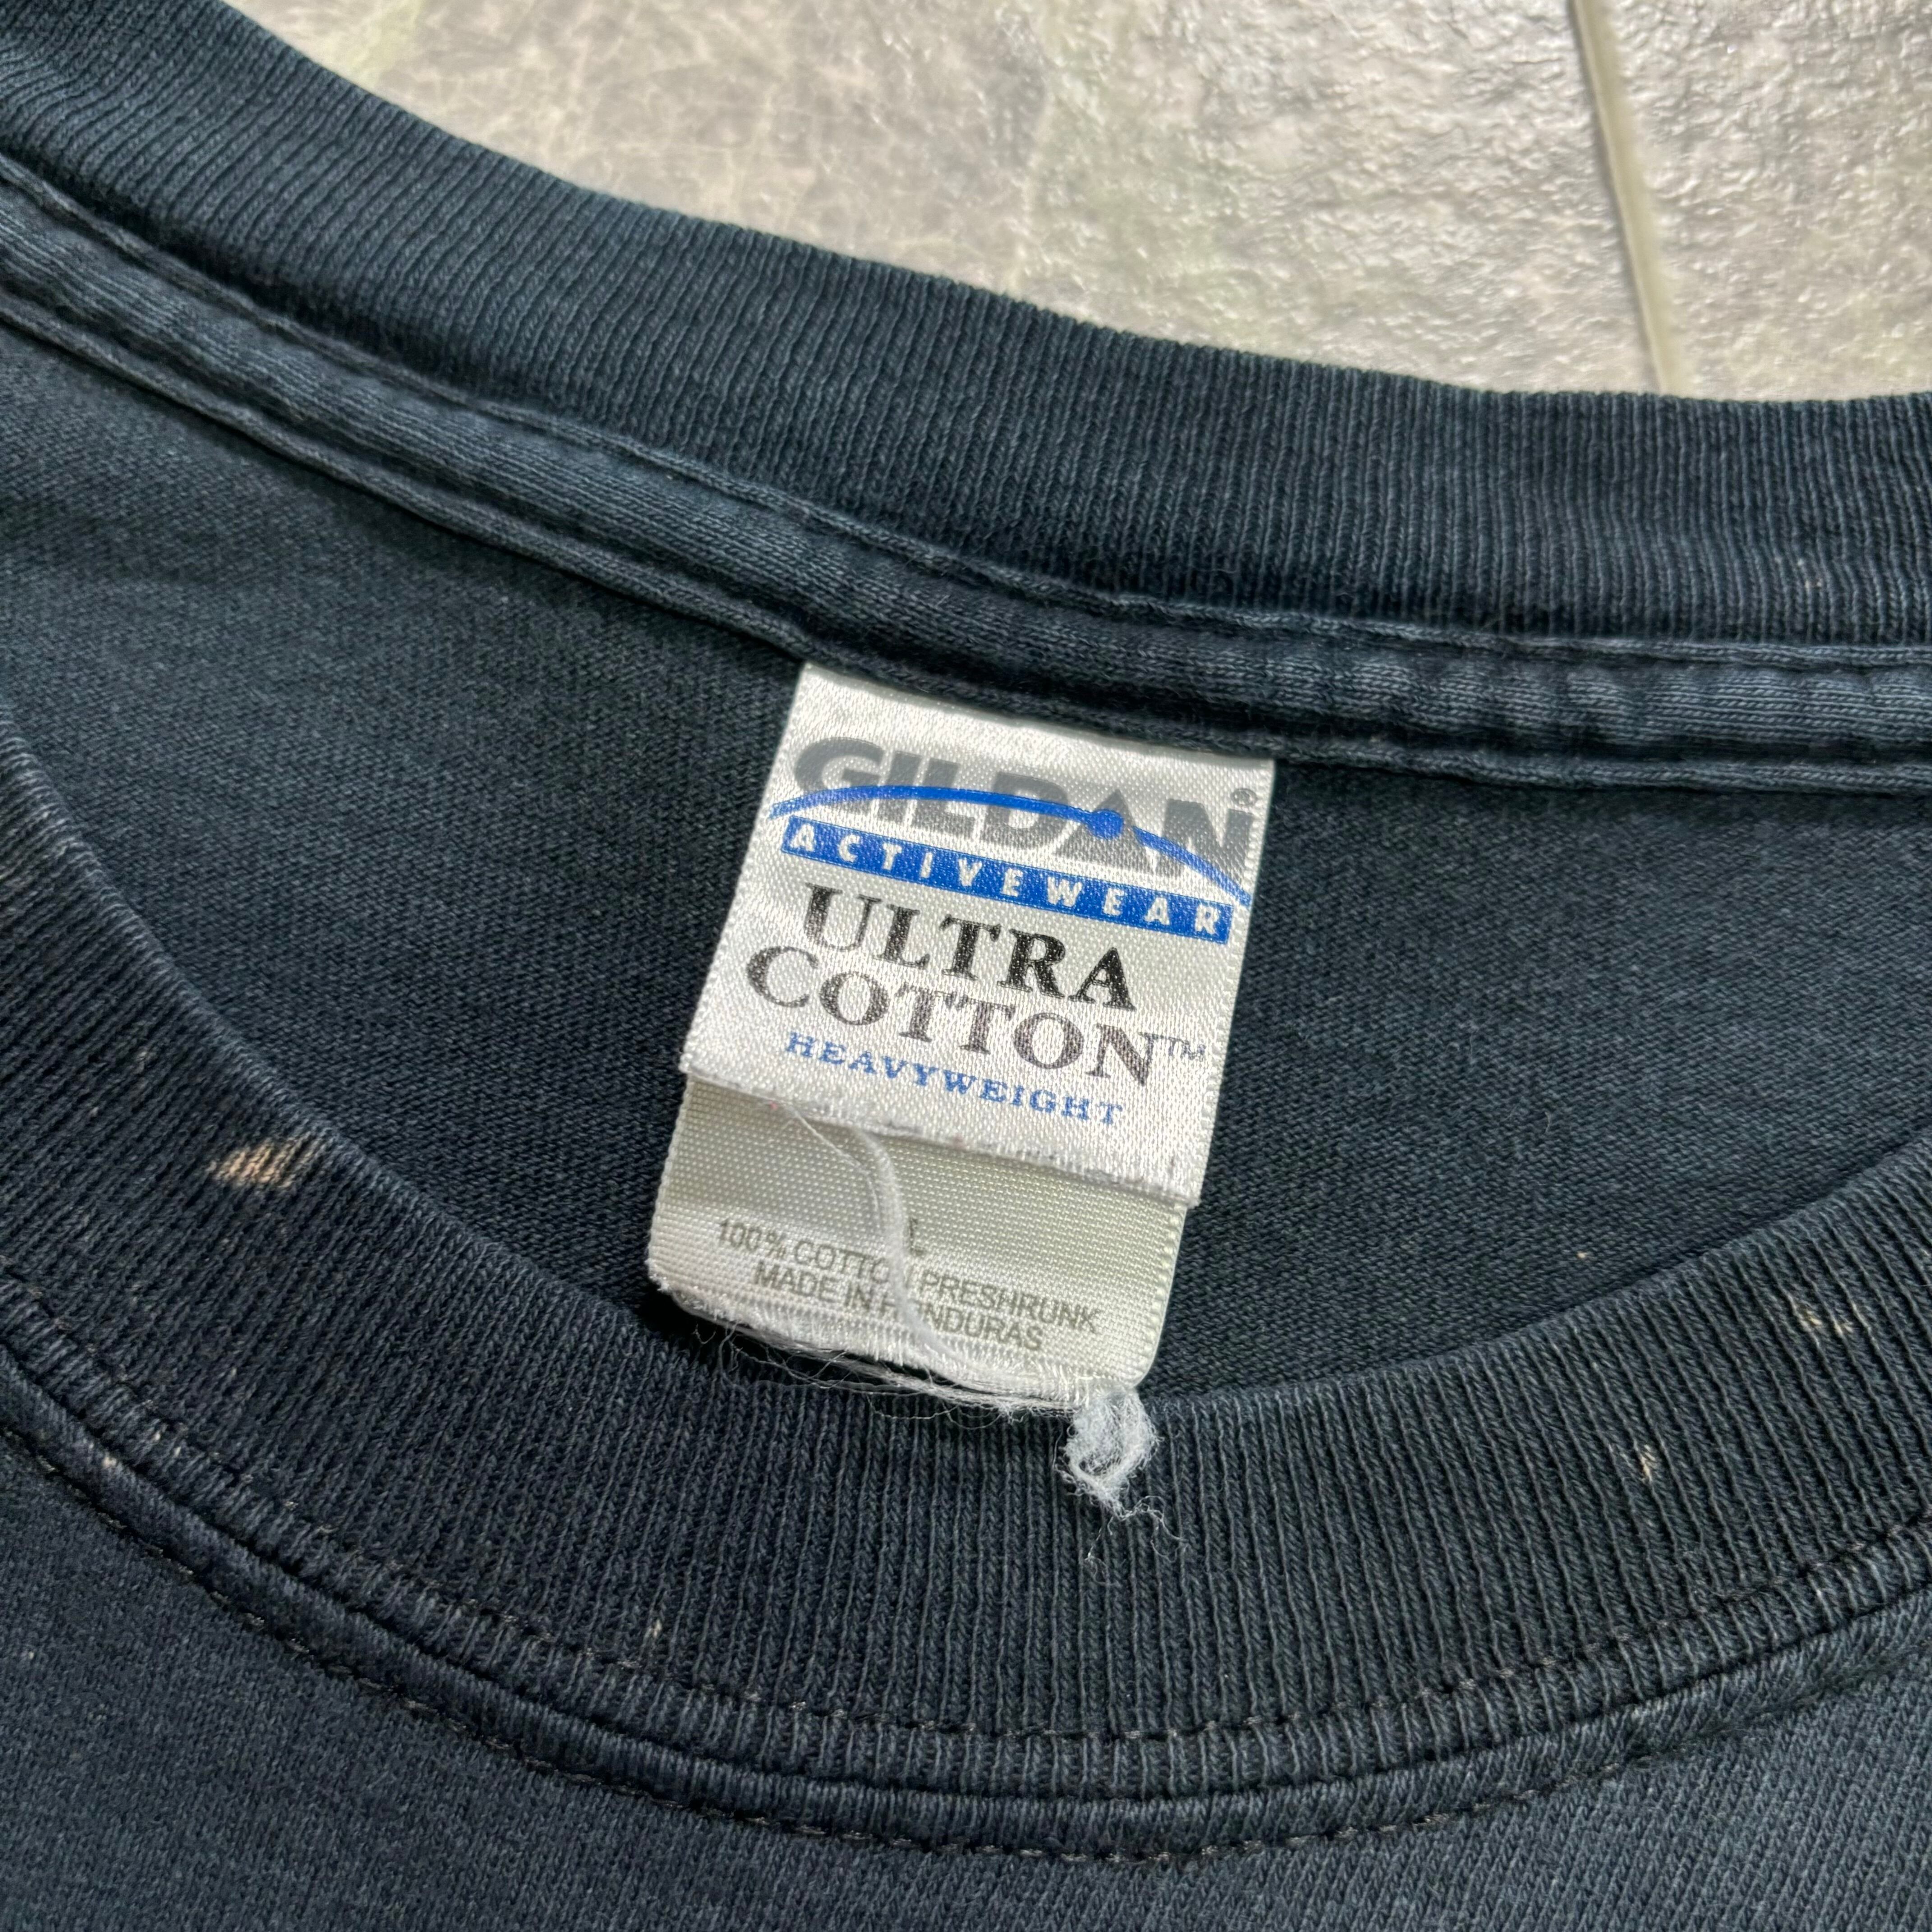 GILDAN®
ACTIVEWEAR
ULTRA
COTTON™
HEAVYWEIGHT
L
100% COTTON PRESHRUNK
MADE IN HONDURAS